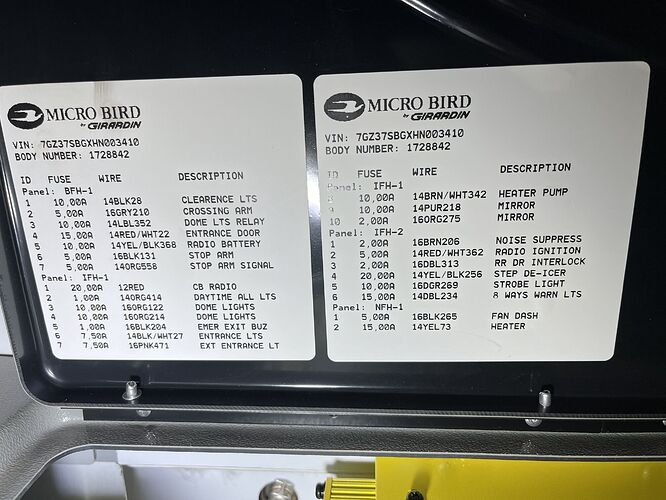 MICRO BIRD
by GIRARDIN
VIN: 7GZ37SBGXHN003410
BODY NUMBER: 1728842
ID FUSE WIRE DESCRIPTION
Panel: BFH-1
1 10,00A 14BLK28 CLEARENCE LTS
2 5,00A 16GRY210 CROSSING ARM
3 10,00A 14LBL352 DOME LTS RELAY
4 15,00A 14RED/WHT22 ENTRANCE DOOR
5 10,00A 14YEL/BLK368 RADIO BATTERY
6 5,00A 16BLK131 STOP ARM
7 5,00A 14ORG558 STOP ARM SIGNAL
Panel: IFH-1
1 20,00A 12RED CB RADIO
2 1,00A 14ORG414 DAYTIME ALL LTS
3 10,00A 16ORG122 DOME LIGHTS
4 10,00A 16ORG214 DOME LIGHTS
5 1,00A 16BLK204 EMER EXIT BUZ
6 7,50A 14BLK/WHT27 ENTRANCE LTS
7 7,50A 16PNK471 EXT ENTRANCE LT
MICRO BIRD
by GIRARDIN
VIN: 7GZ37SBGXHN003410
BODY NUMBER: 1728842
ID FUSE WIRE DESCRIPTION
Panel: IFH-1
8 10,00A 14BRN/WHT342 HEATER PUMP
9 10,00A 14PUR218 MIRROR
10 2,00A 16ORG275 MIRROR
Panel: IFH-2
1 2,00A 16BRN206 NOISE SUPPRESS
2 5,00A 14RED/WHT362 RADIO IGNITION
3 2,00A 16DBL313 RR DR INTERLOCK
4 20,00A 14YEL/BLK256 STEP DE-ICER
5 10,00A 16DGR269 STROBE LIGHT
6 15,00A 14DBL234 8 WAYS WARN LTS
Panel: NFH-1
1 5,00A 16BLK265 FAN DASH
2 15,00A 14YEL73 HEATER